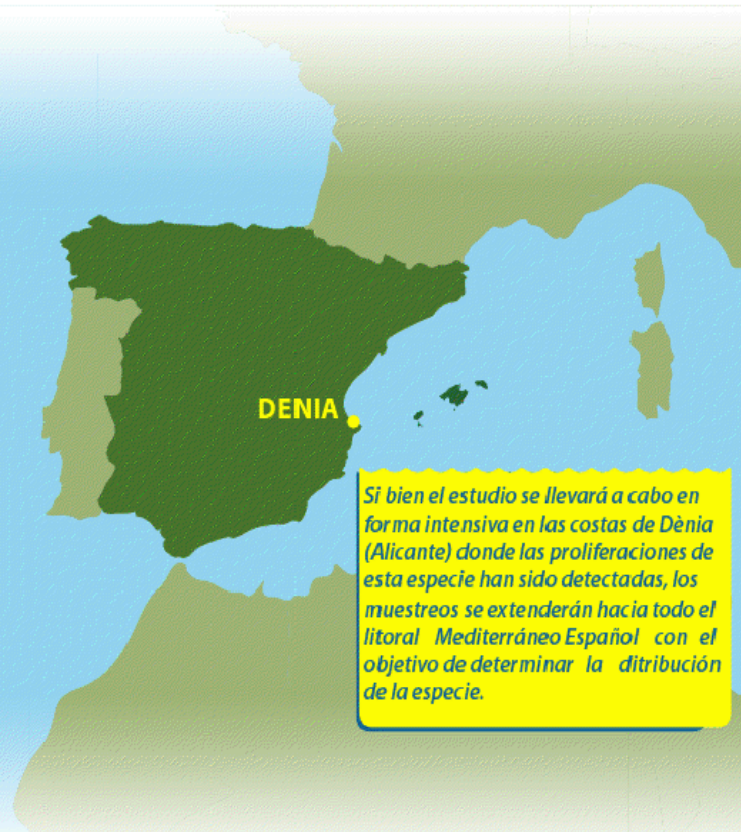 DENIA
Si bien el estudio se llevará a cabo en
forma intensiva en las costas de Dènia
(Alicante) donde las proliferaciones de
esta especie han sido detectadas, los
muestreos se extenderán hacia todo el
litoral Mediterráneo Español con el
objetivo de determinar la ditribución
de la especie.